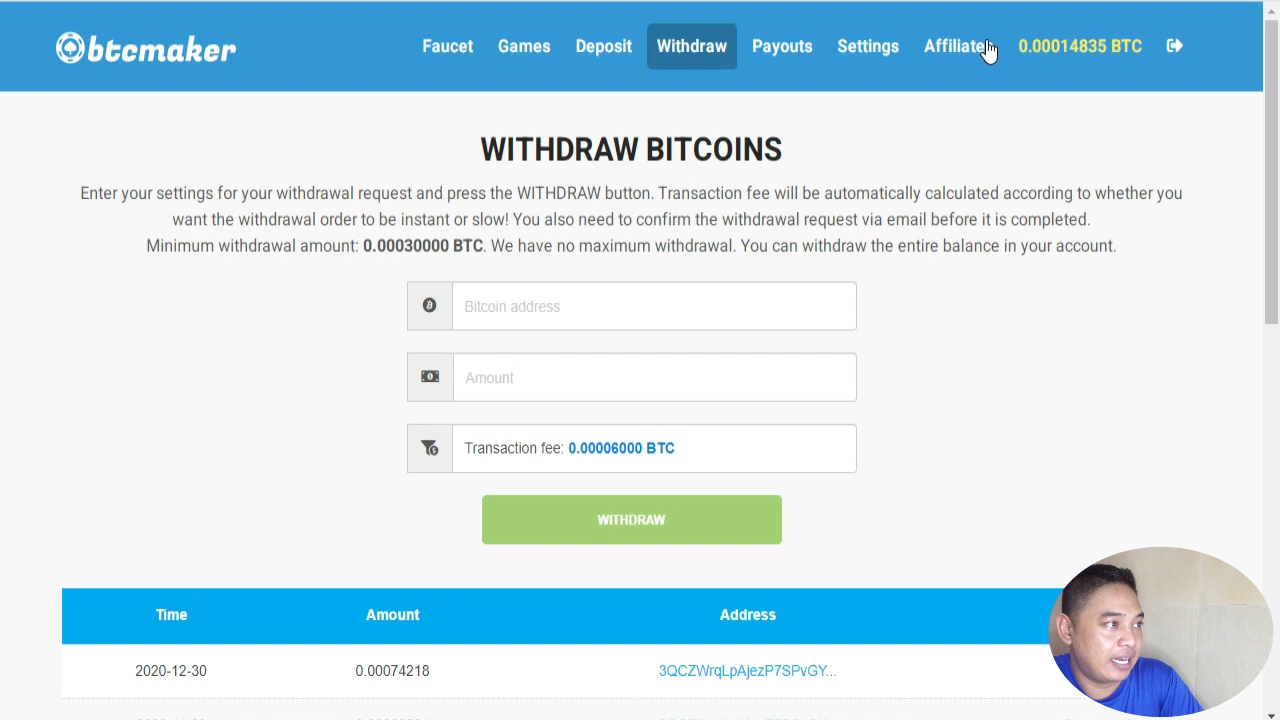 btcmaker
Faucet Games Deposit Withdraw Payouts Settings Affiliate 0.00014835 BTC
WITHDRAW BITCOINS
Enter your settings for your withdrawal request and press the WITHDRAW button. Transaction fee will be automatically calculated according to whether you
want the withdrawal order to be instant or slow! You also need to confirm the withdrawal request via email before it is completed.
Minimum withdrawal amount: 0.00030000 BTC. We have no maximum withdrawal. You can withdraw the entire balance in your account.
Bitcoin address
Amount
Transaction fee: 0.00006000 BTC
WITHDRAW
Time Amount Address
2020-12-30 0.00074218 3QCZWrqLpAjezP7SPvGY...